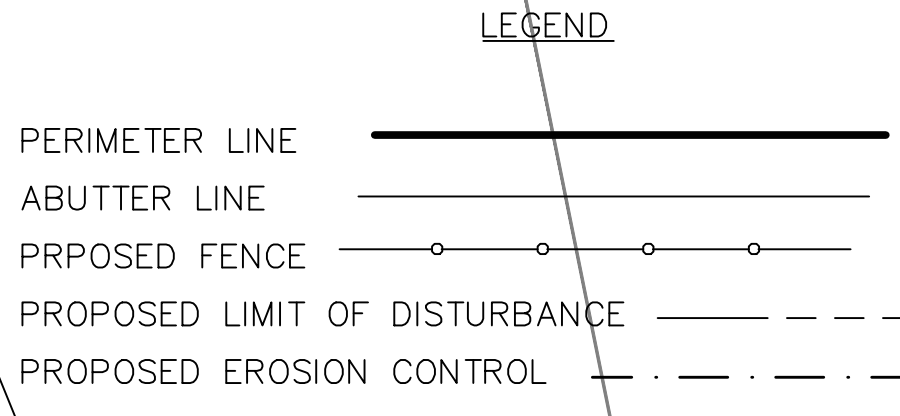 LEGEND
PERIMETER LINE
ABUTTER LINE
PRPOSED FENCE
PROPOSED LIMIT OF DISTURBANCE
PROPOSED EROSION CONTROL